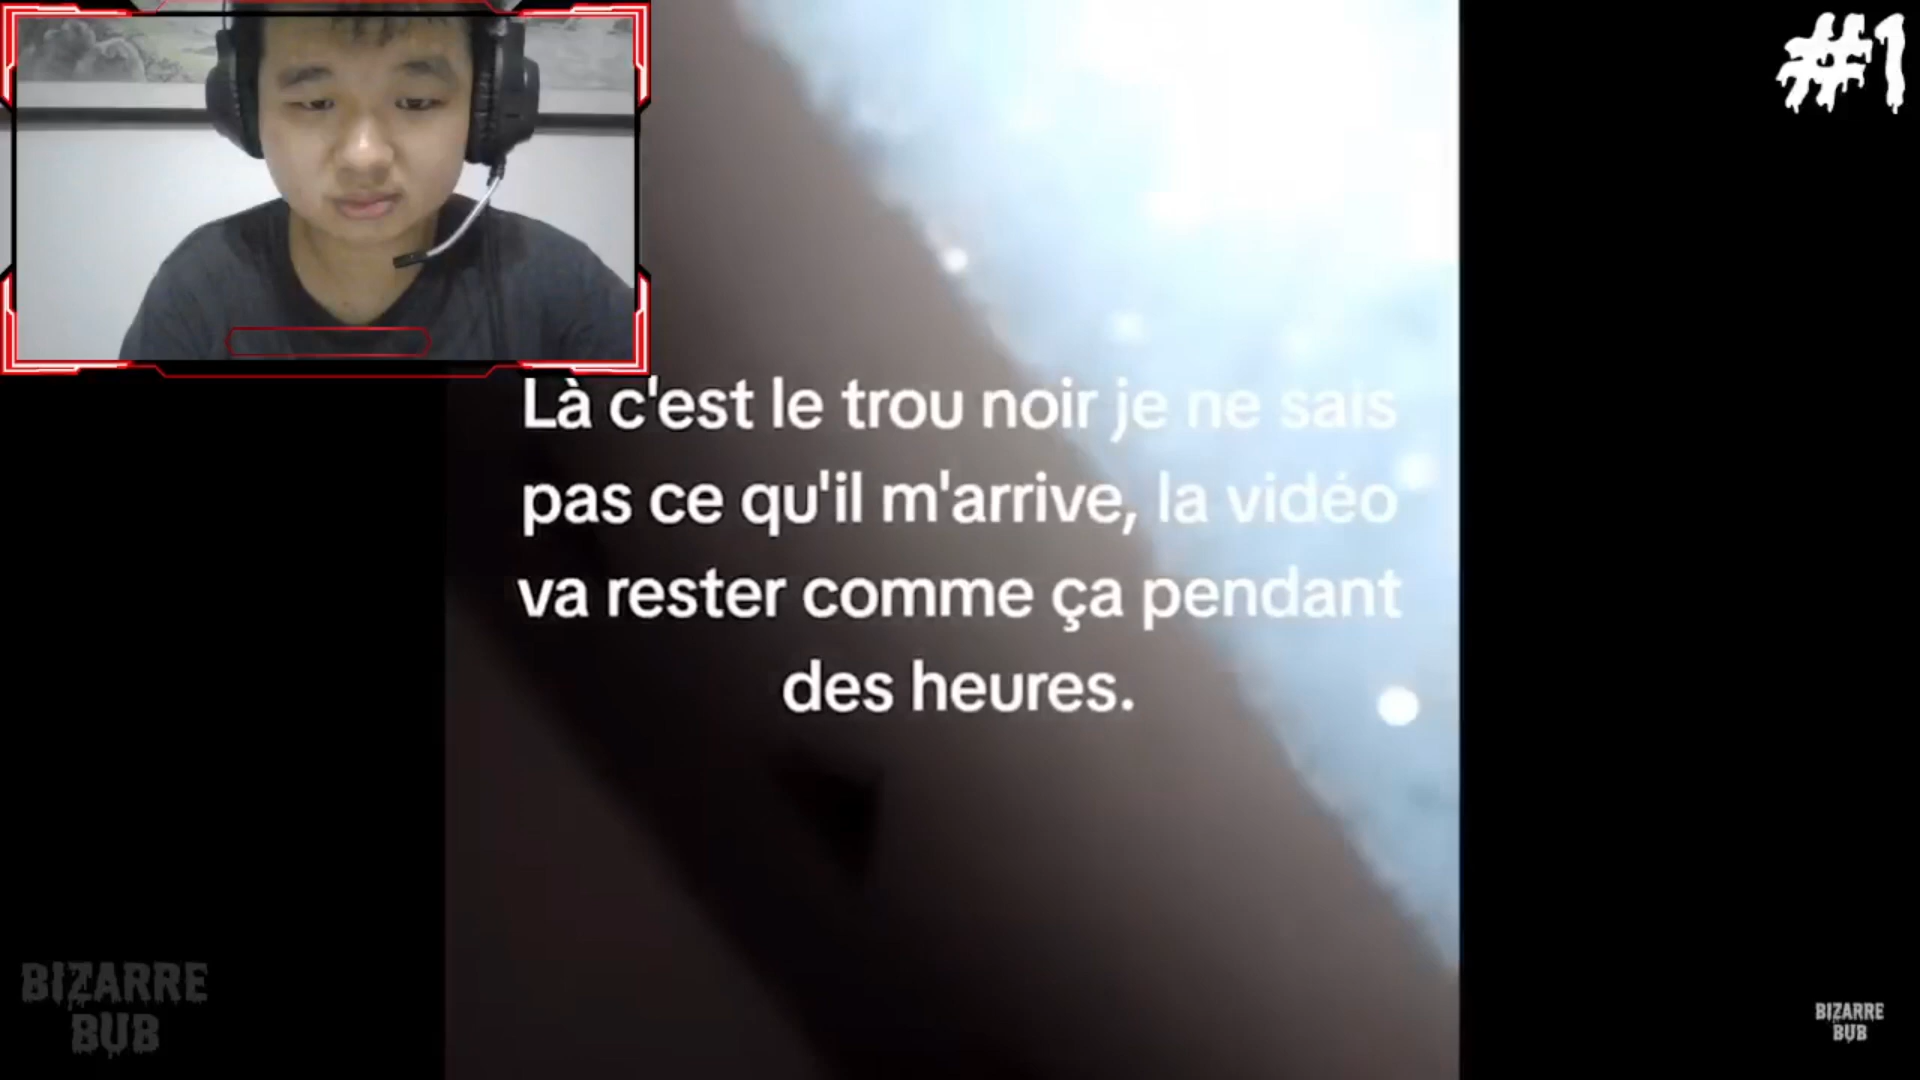 #1
Là c'est le trou noir je ne sais
pas ce qu'il m'arrive, la vidéo
va rester comme ça pendant
des heures.
BIZARRE
BUB
BIZARRE
BUB